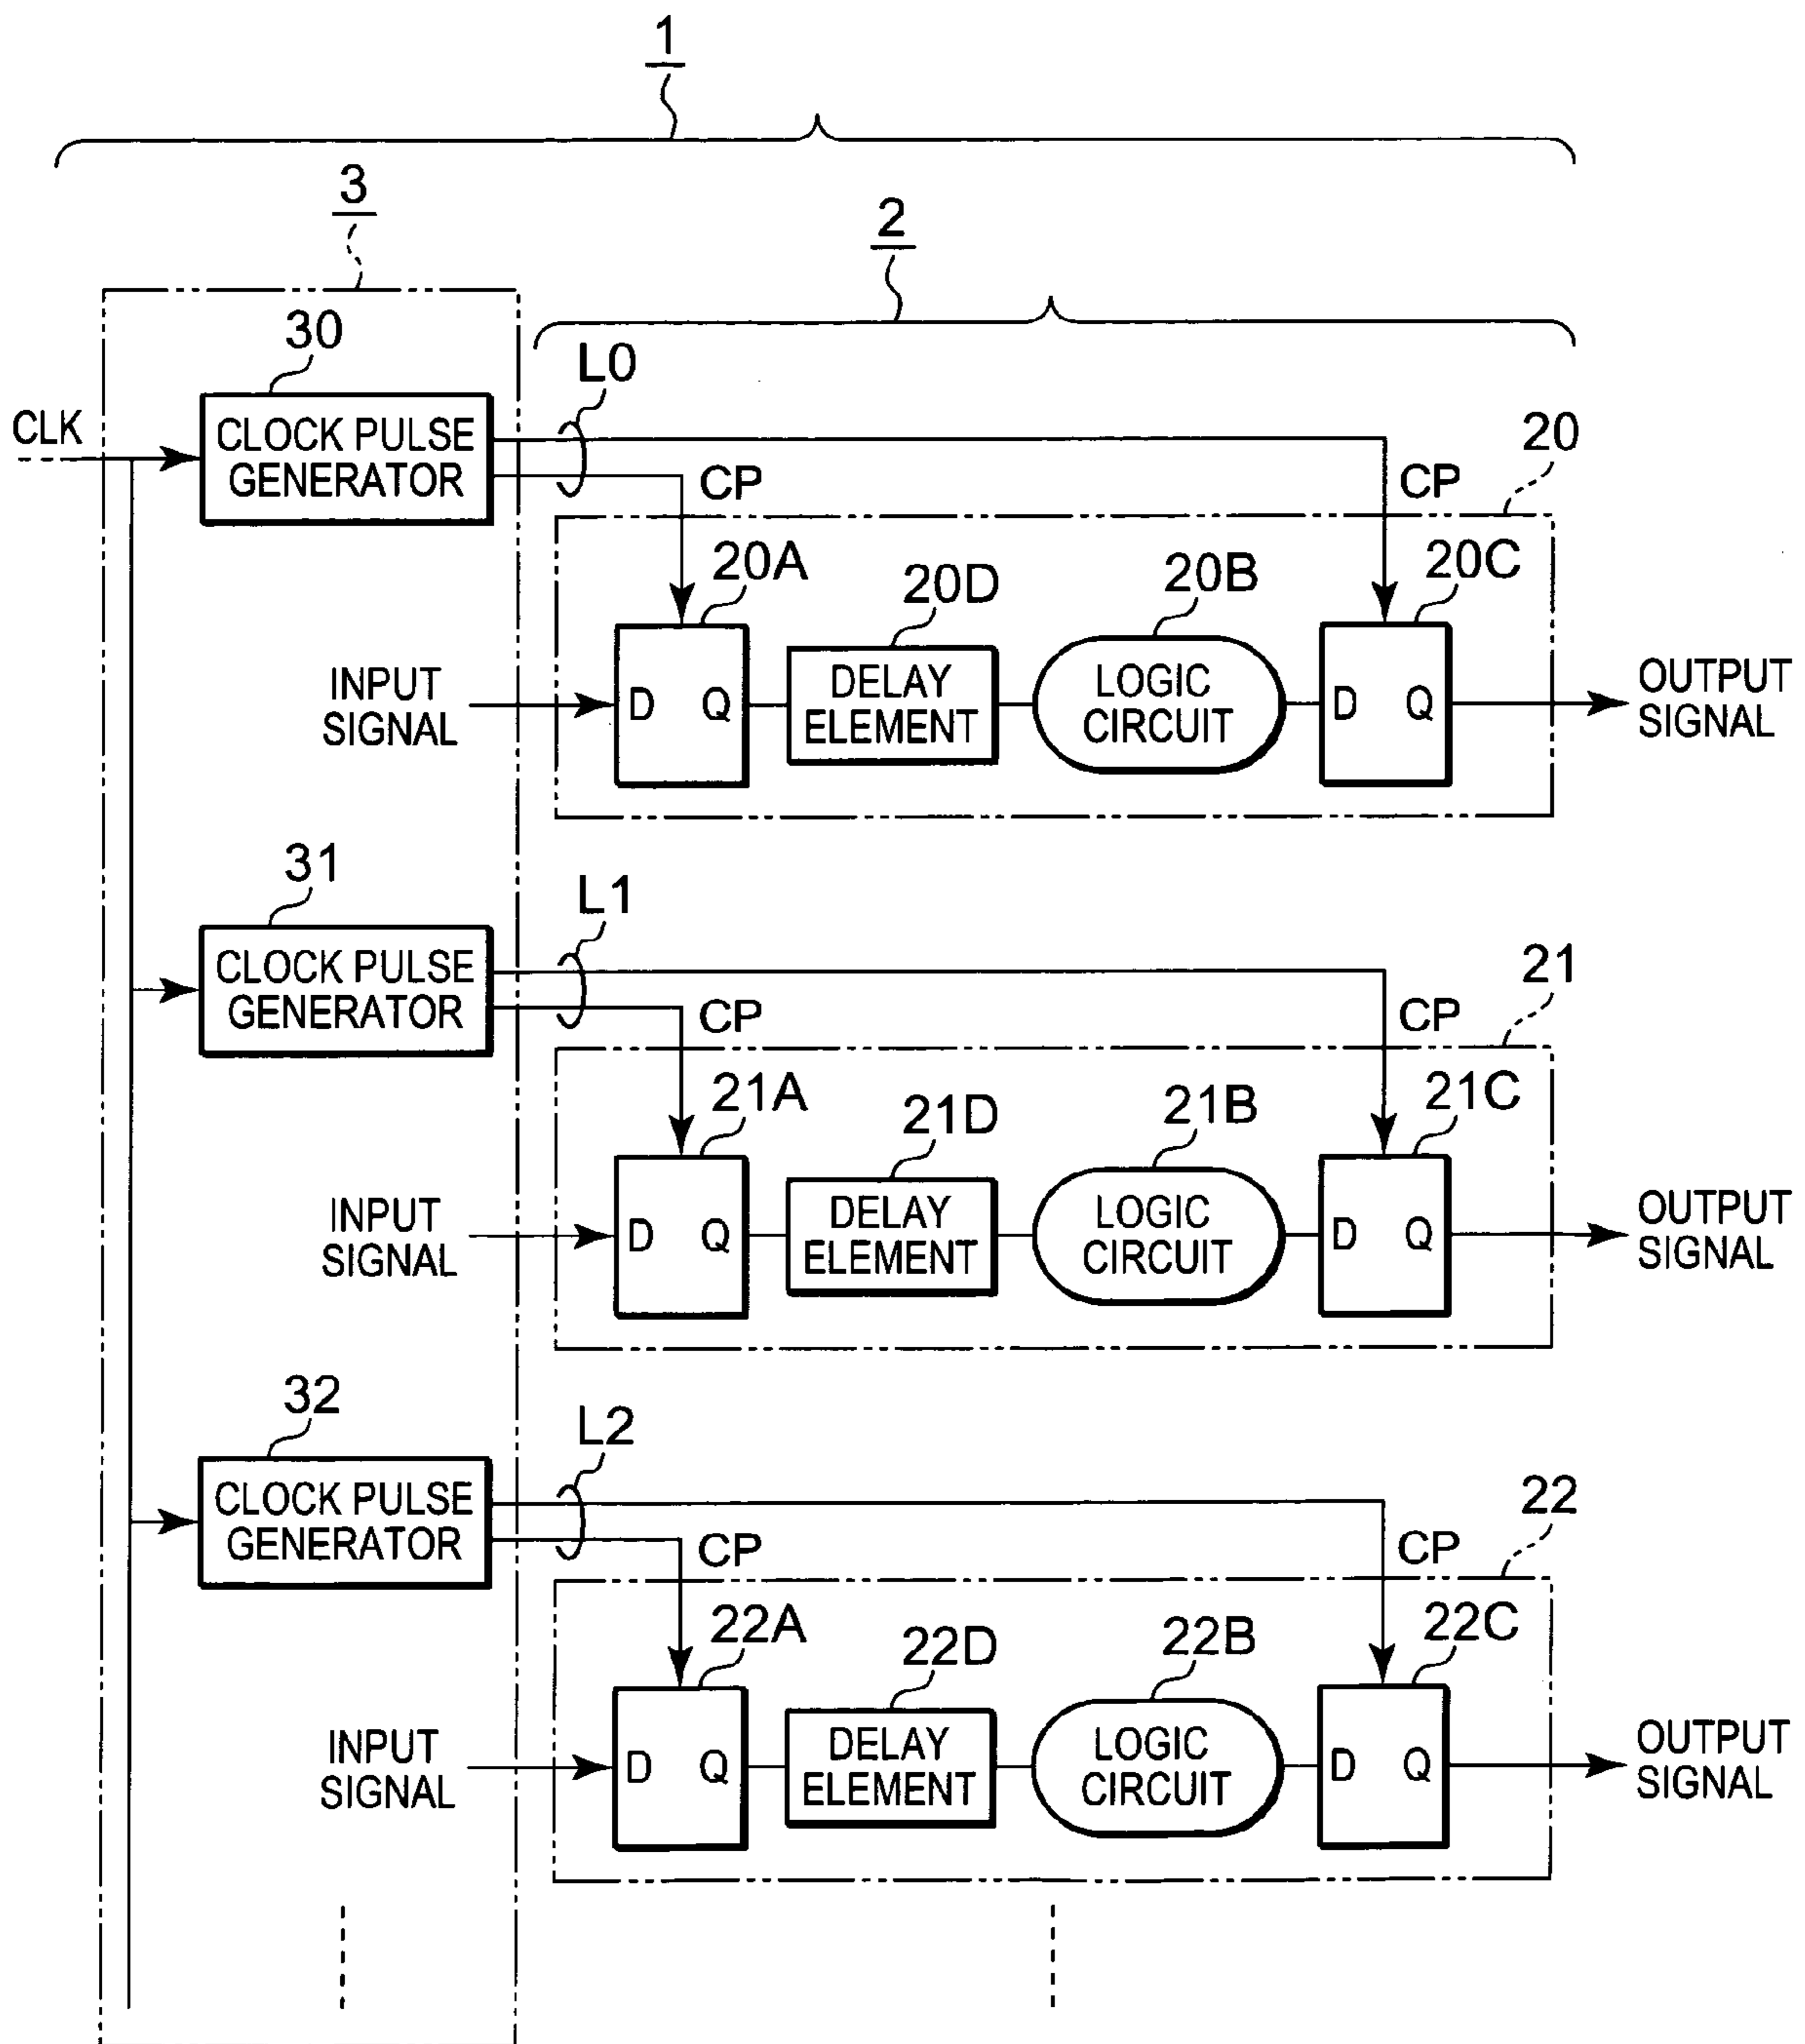 1
3
2
30
L0
CLK
CLOCK PULSE
GENERATOR
CP
CP
20
20A
20D
20B
20C
INPUT
SIGNAL
D Q
DELAY
ELEMENT
LOGIC
CIRCUIT
D Q
OUTPUT
SIGNAL
31
L1
CLOCK PULSE
GENERATOR
CP
CP
21
21A
21D
21B
21C
INPUT
SIGNAL
D Q
DELAY
ELEMENT
LOGIC
CIRCUIT
D Q
OUTPUT
SIGNAL
32
L2
CLOCK PULSE
GENERATOR
CP
CP
22
22A
22D
22B
22C
INPUT
SIGNAL
D Q
DELAY
ELEMENT
LOGIC
CIRCUIT
D Q
OUTPUT
SIGNAL